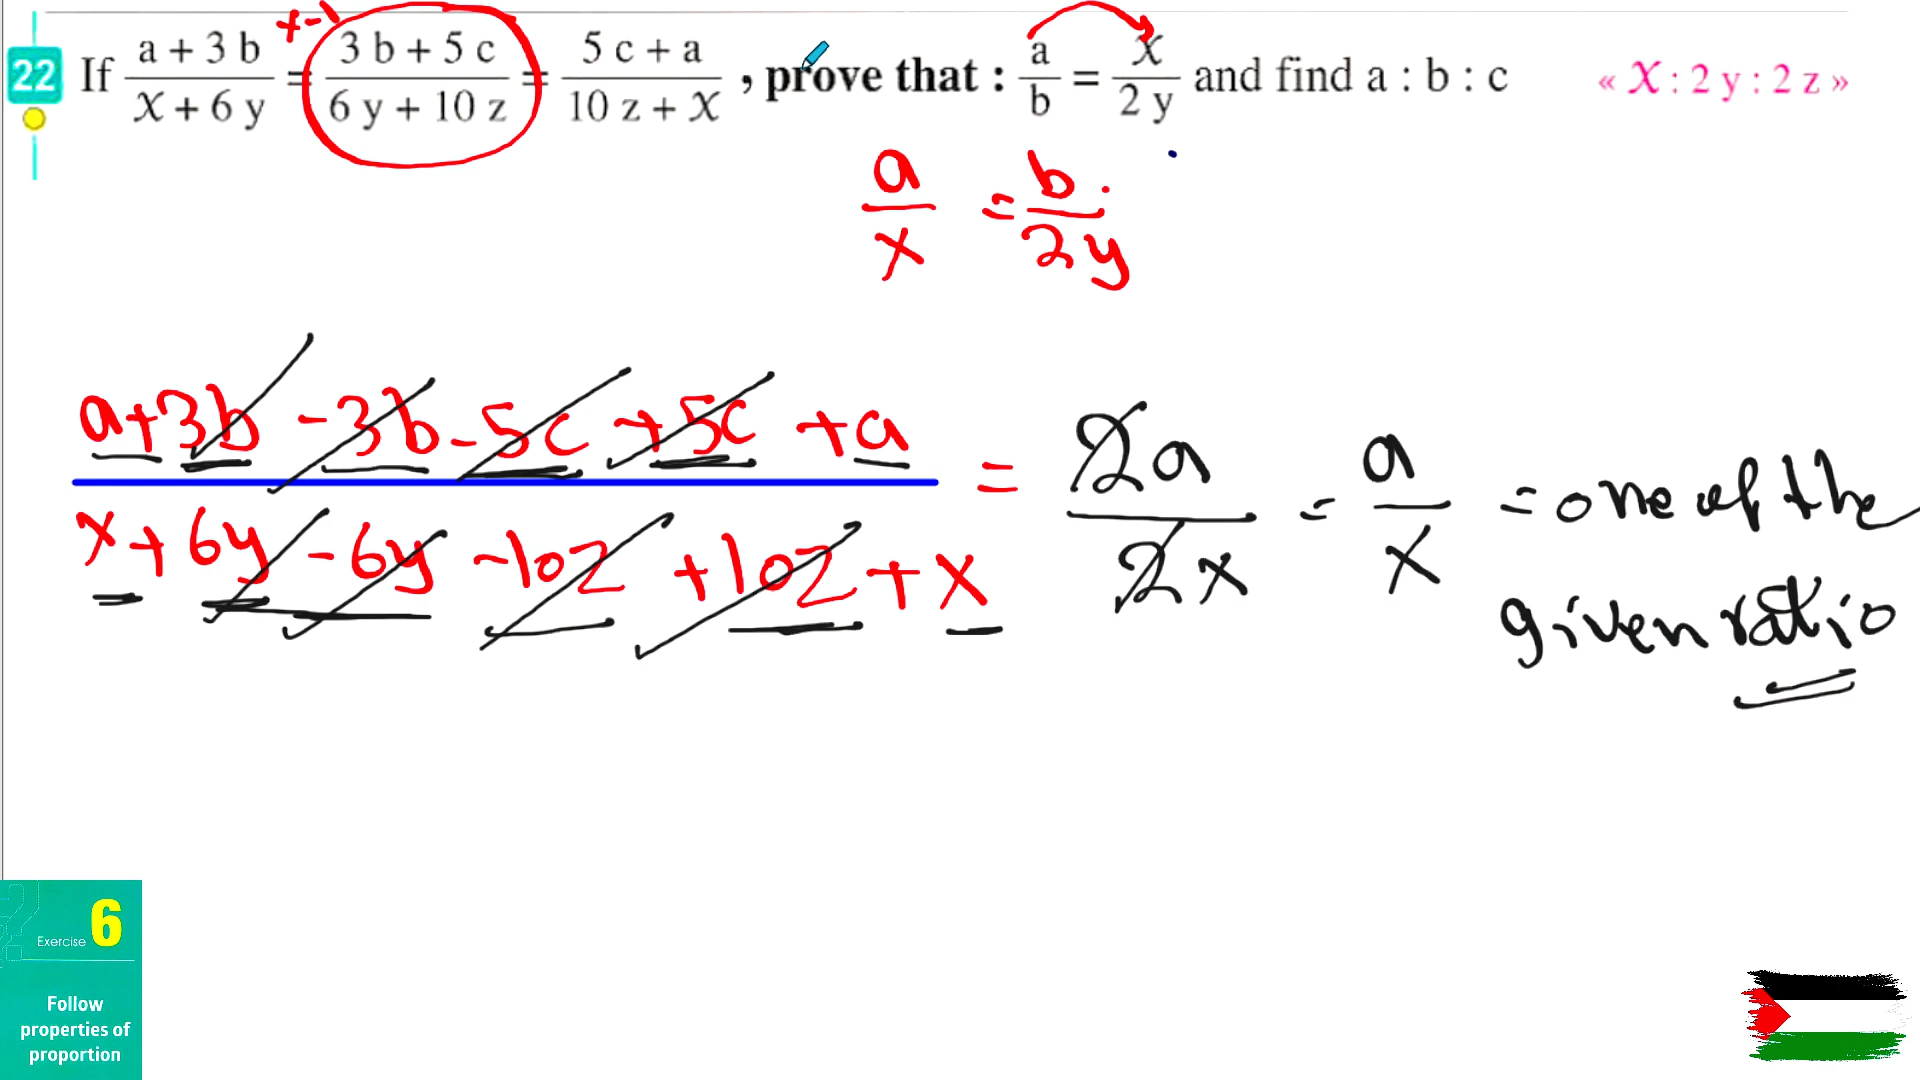 x-1
22 If (a + 3 b)/(X + 6 y) = (3 b + 5 c)/(6 y + 10 z) = (5 c + a)/(10 z + X) , prove that : a/b = X/(2 y) and find a : b : c « X : 2 y : 2 z »
a/x = b/2y
(a+3b -3b-5c +5c +a)/(x+6y -6y -10z +10z+x) = 2a/2x = a/x = one of the
given ratio
Exercise 6
Follow
properties of
proportion